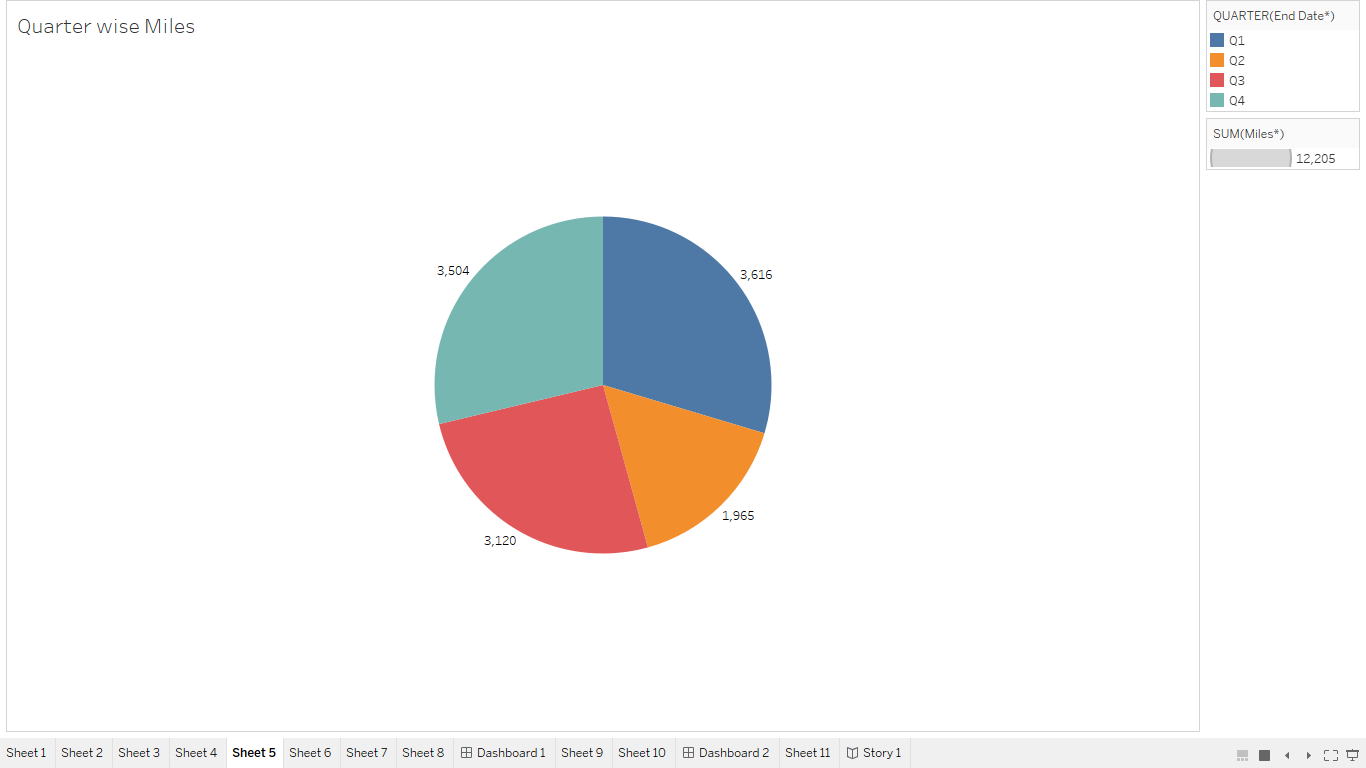 Quarter wise Miles
3,504
3,616
1,965
3,120
QUARTER(End Date*)
Q1
Q2
Q3
Q4
SUM(Miles*)
12,205
Sheet 1 Sheet 2 Sheet 3 Sheet 4 Sheet 5 Sheet 6 Sheet 7 Sheet 8 Dashboard 1 Sheet 9 Sheet 10 Dashboard 2 Sheet 11 Story 1